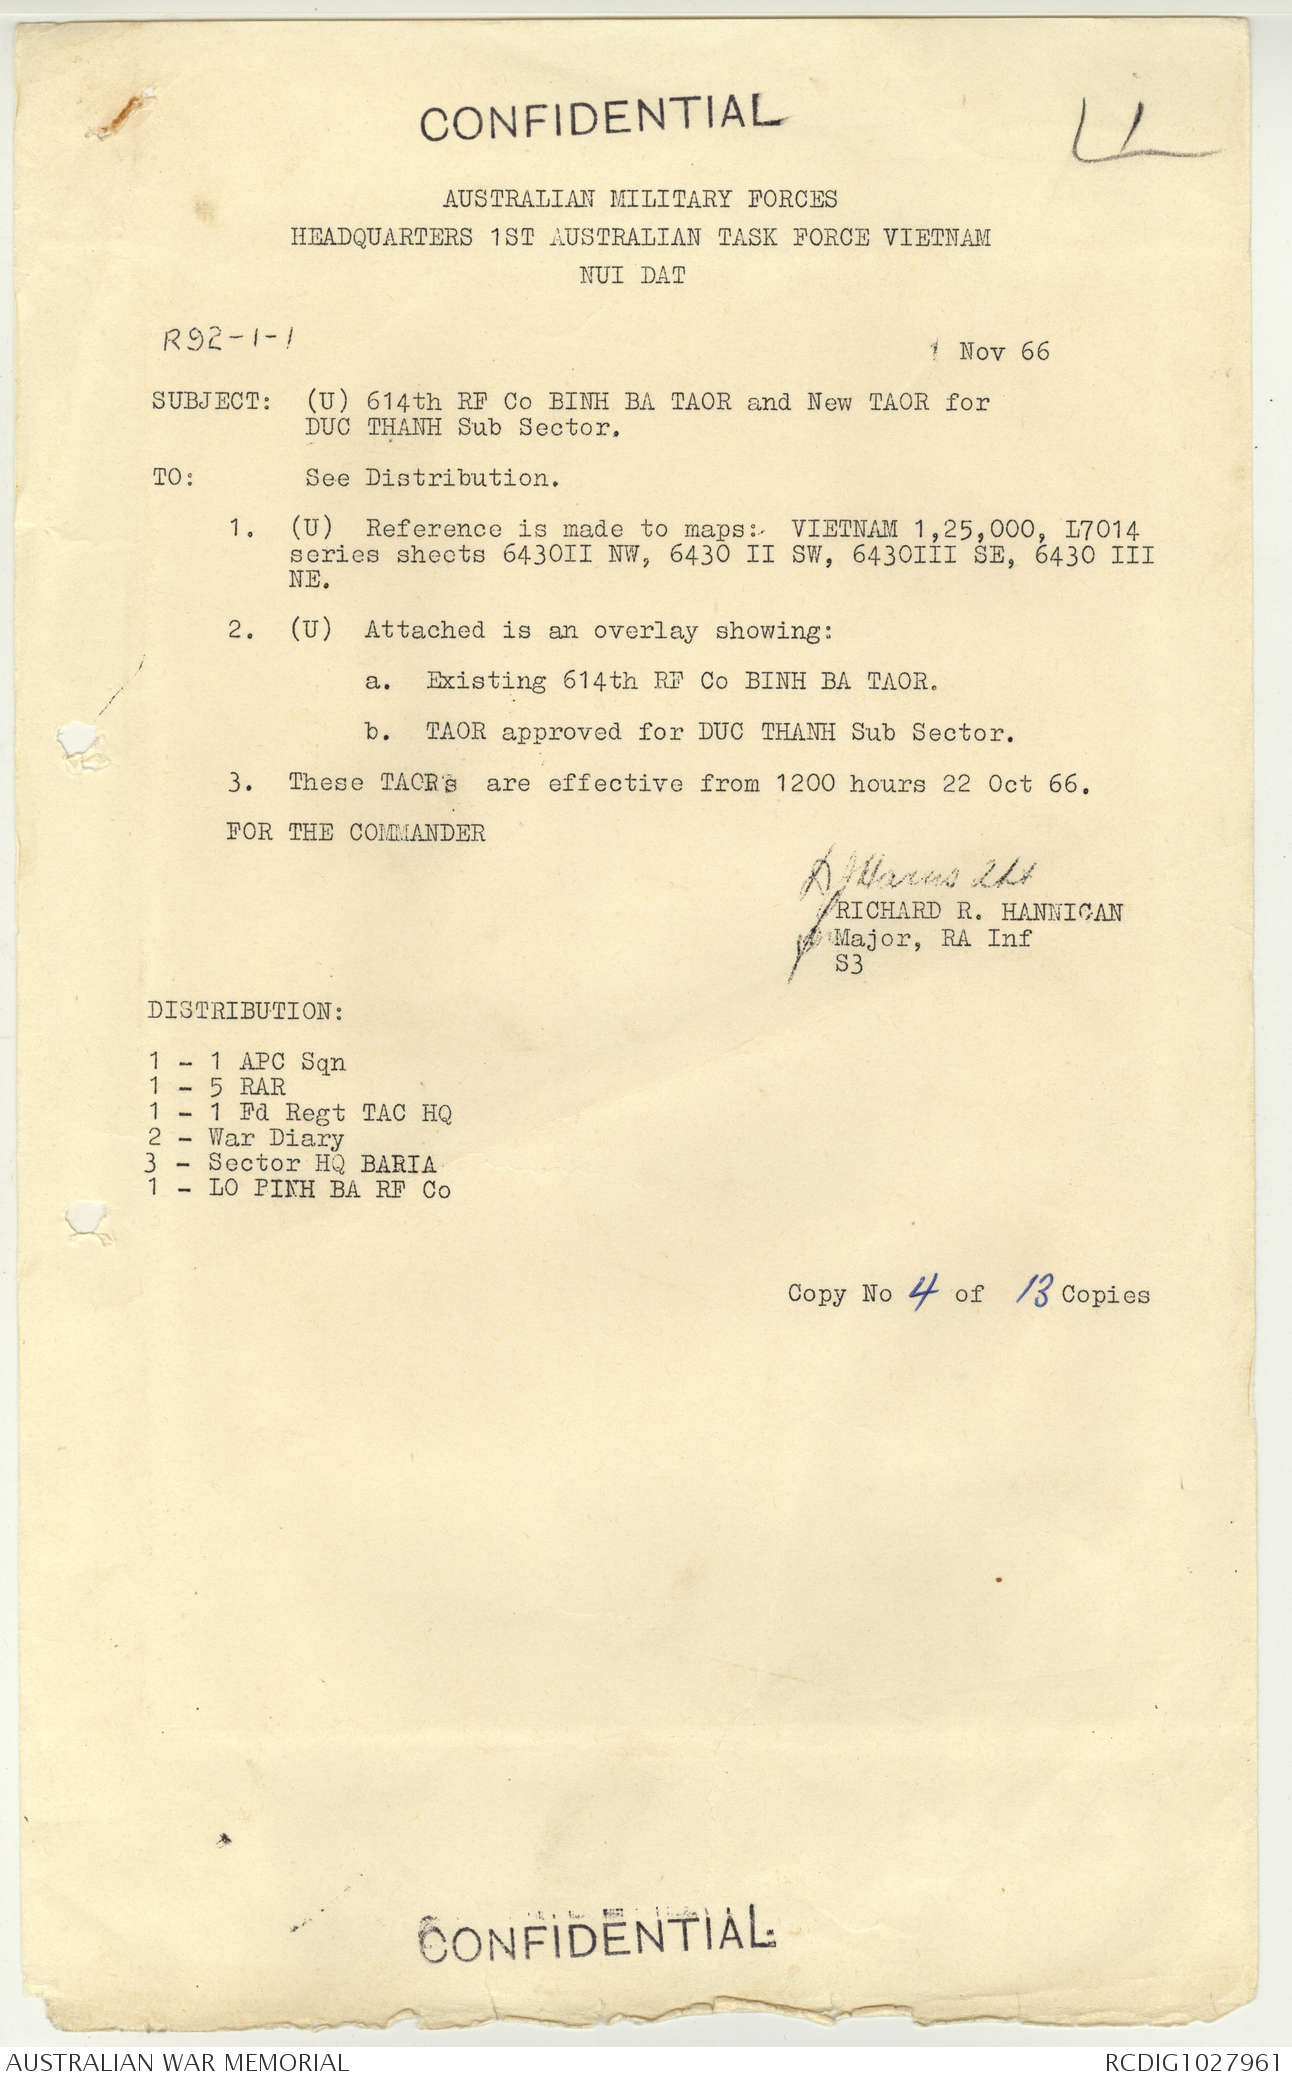 CONFIDENTIAL
AUSTRALIAN MILITARY FORCES
HEADQUARTERS 1ST AUSTRALIAN TASK FORCE VIETNAM
NUI DAT
R92-1-1
1 Nov 66
SUBJECT: (U) 614th RF Co BINH BA TAOR and New TAOR for
DUC THANH Sub Sector.
TO: See Distribution.
1. (U) Reference is made to maps: VIETNAM 1,25,000, L7014
series sheets 6430II NW, 6430 II SW, 6430III SE, 6430 III
NE.
2. (U) Attached is an overlay showing:
a. Existing 614th RF Co BINH BA TAOR.
b. TAOR approved for DUC THANH Sub Sector.
3. These TAOR's are effective from 1200 hours 22 Oct 66.
FOR THE COMMANDER
RICHARD R. HANNIGAN
Major, RA Inf
S3
DISTRIBUTION:
1 - 1 APC Sqn
1 - 5 RAR
1 - 1 Fd Regt TAC HQ
2 - War Diary
3 - Sector HQ BARIA
1 - LO PINH BA RF Co
Copy No 4 of 13 Copies
CONFIDENTIAL
AUSTRALIAN WAR MEMORIAL
RCDIG1027961